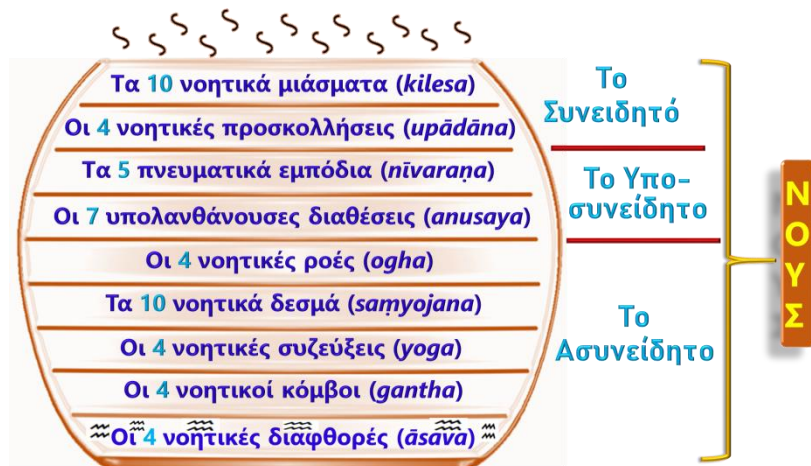 Τα 10 νοητικά μιάσματα (kilesa)
Οι 4 νοητικές προσκολλήσεις (upādāna)
Τα 5 πνευματικά εμπόδια (nīvaraṇa)
Οι 7 υπολανθάνουσες διαθέσεις (anusaya)
Οι 4 νοητικές ροές (ogha)
Τα 10 νοητικά δεσμά (saṃyojana)
Οι 4 νοητικές συζεύξεις (yoga)
Οι 4 νοητικοί κόμβοι (gantha)
Οι 4 νοητικές διαφθορές (āsava)
Το
Συνειδητό
Το Υπο-
συνείδητο
Το
Ασυνείδητο
ΝΟΥΣ